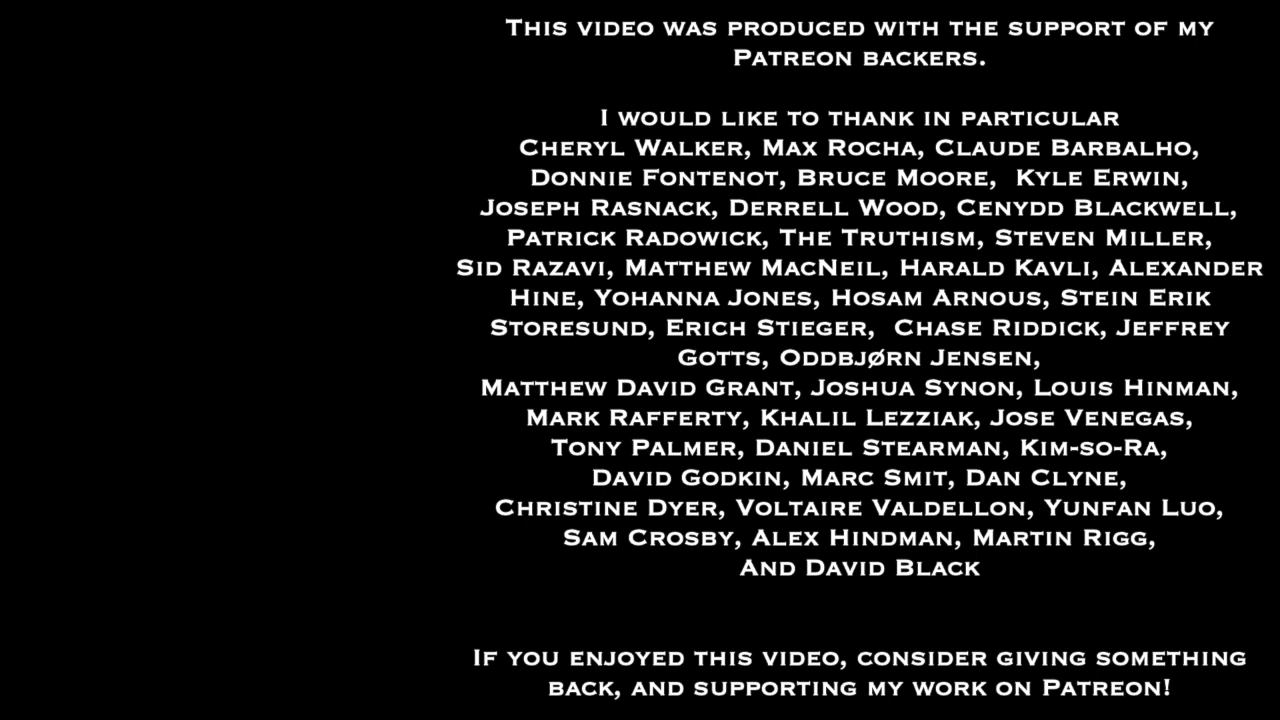 This video was produced with the support of my
Patreon backers.
I would like to thank in particular
Cheryl Walker, Max Rocha, Claude Barbalho,
Donnie Fontenot, Bruce Moore, Kyle Erwin,
Joseph Rasnack, Derrell Wood, Cenydd Blackwell,
Patrick Radowick, The Truthism, Steven Miller,
Sid Razavi, Matthew MacNeil, Harald Kavli, Alexander
Hine, Yohanna Jones, Hosam Arnous, Stein Erik
Storesund, Erich Stieger, Chase Riddick, Jeffrey
Gotts, Oddbjørn Jensen,
Matthew David Grant, Joshua Synon, Louis Hinman,
Mark Rafferty, Khalil Lezziak, Jose Venegas,
Tony Palmer, Daniel Stearman, Kim-so-Ra,
David Godkin, Marc Smit, Dan Clyne,
Christine Dyer, Voltaire Valdellon, Yunfan Luo,
Sam Crosby, Alex Hindman, Martin Rigg,
And David Black
If you enjoyed this video, consider giving something
back, and supporting my work on Patreon!